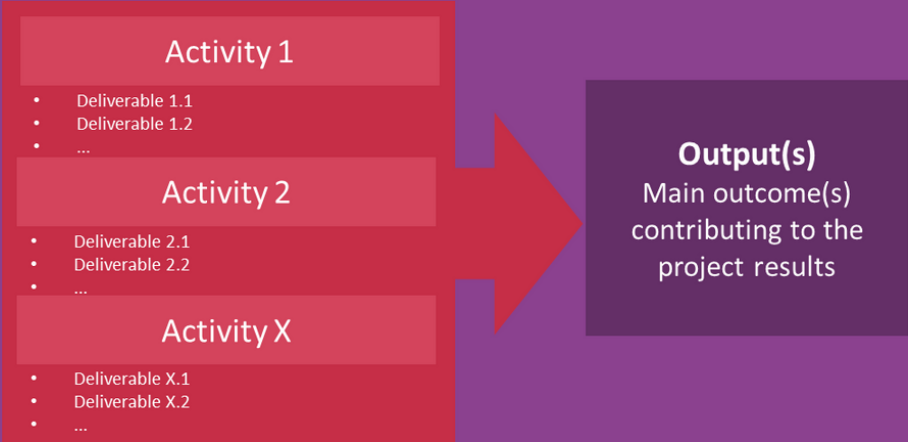 Activity 1
• Deliverable 1.1
• Deliverable 1.2
• ...
Activity 2
• Deliverable 2.1
• Deliverable 2.2
• ...
Activity X
• Deliverable X.1
• Deliverable X.2
• ...
Output(s)
Main outcome(s)
contributing to the
project results